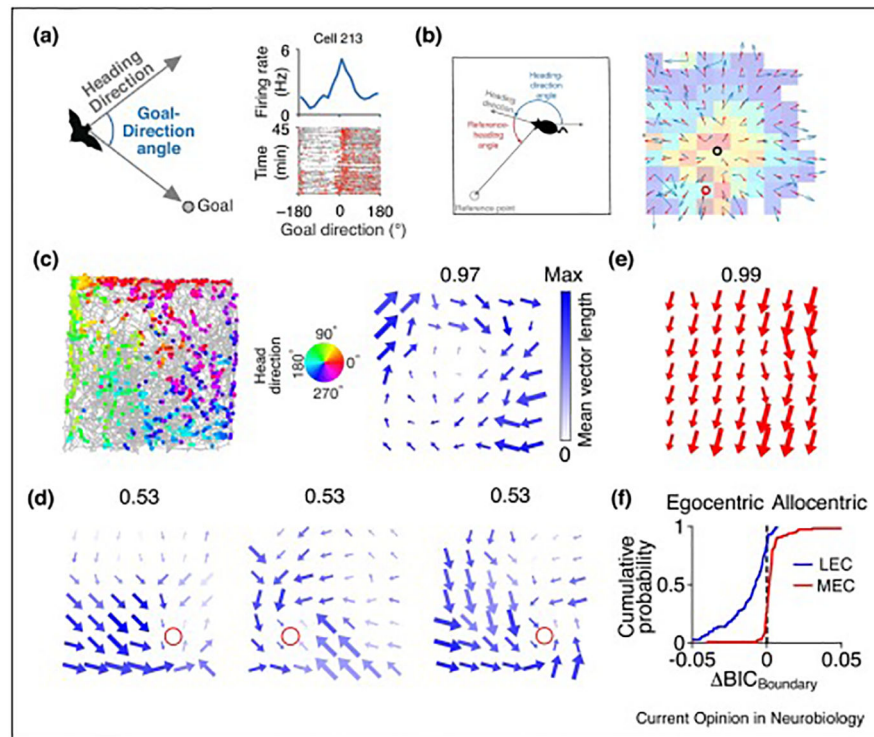 (a)
Heading
Direction
Goal-
Direction
angle
Goal
Cell 213
Firing rate
(Hz)
6
0
Time
(min)
45
-180 0 180
Goal direction (°)
(b)
Heading
direction
Heading-
direction
angle
Reference-
heading
angle
Reference point
(c)
Head
direction
90°
180°
0°
270°
0.97
Max
Mean vector length
0
(e)
0.99
(d)
0.53
0.53
0.53
(f)
Egocentric Allocentric
Cumulative
probability
1
0.5
0
LEC
MEC
-0.05 0 0.05
ΔBIC Boundary
Current Opinion in Neurobiology